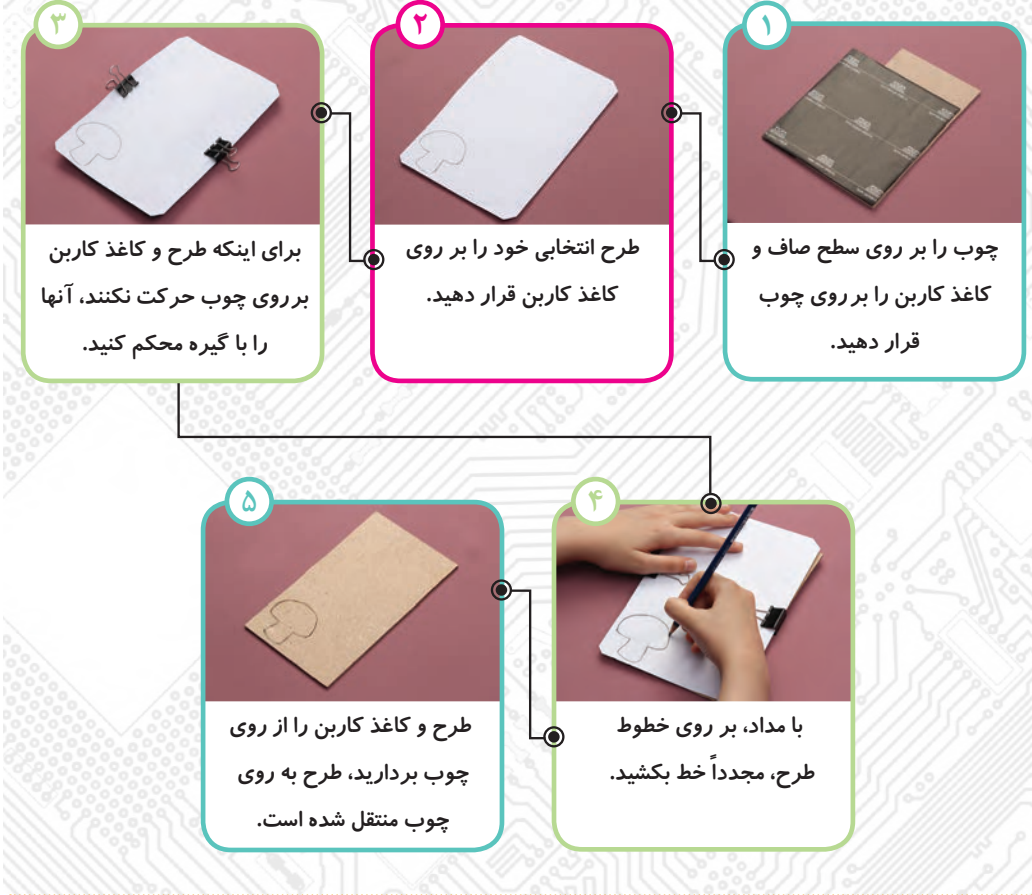 ۱
چوب را بر روی سطح صاف و
کاغذ کاربن را بر روی چوب
قرار دهید.
۲
طرح انتخابی خود را بر روی
کاغذ کاربن قرار دهید.
۳
برای اینکه طرح و کاغذ کاربن
بر روی چوب حرکت نکنند، آنها
را با گیره محکم کنید.
۴
با مداد، بر روی خطوط
طرح، مجدداً خط بکشید.
۵
طرح و کاغذ کاربن را از روی
چوب بردارید، طرح به روی
چوب منتقل شده است.